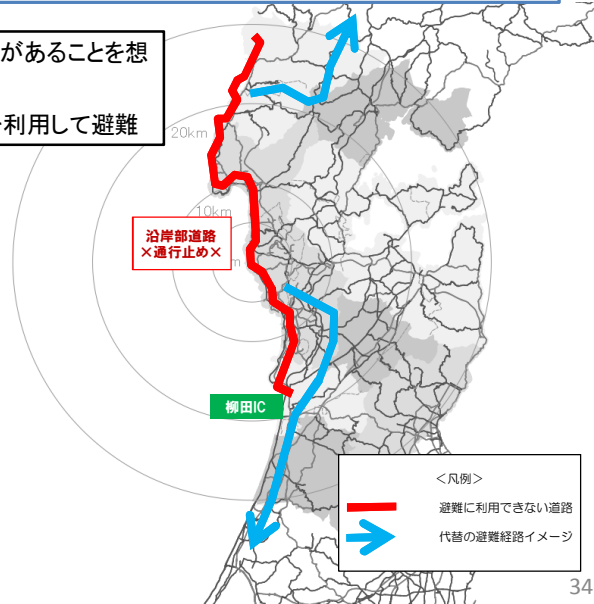 があることを想
利用して避難
20km
10km
沿岸部道路
×通行止め×
m
柳田IC
＜凡例＞
避難に利用できない道路
代替の避難経路イメージ
34